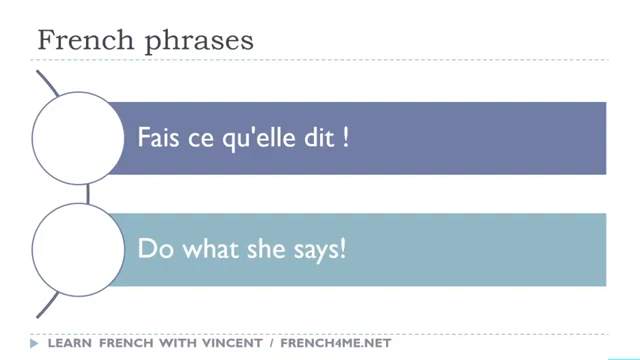 French phrases
Fais ce qu'elle dit !
Do what she says!
LEARN FRENCH WITH VINCENT / FRENCH4ME.NET